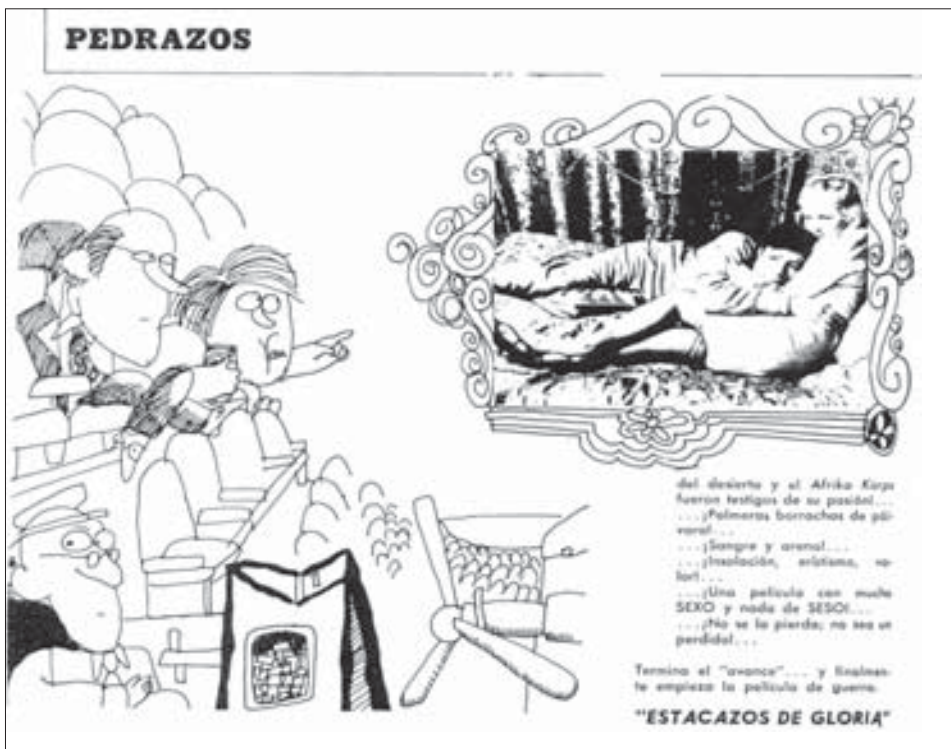 PEDRAZOS
del desierto y el Afrika Korps
fueron testigos de su pasión!...
...¡Palmeras borrachas de pól-
vora!...
...¡Sangre y arena!...
...¡Insolación, erotismo, va-
lor!...
...¡Una película con mucho
SEXO y nada de SESO!...
...¡No se la pierda; no sea un
perdido!...
Termina el "avance"... y finalmen-
te empieza la película de guerra.
"ESTACAZOS DE GLORIA"